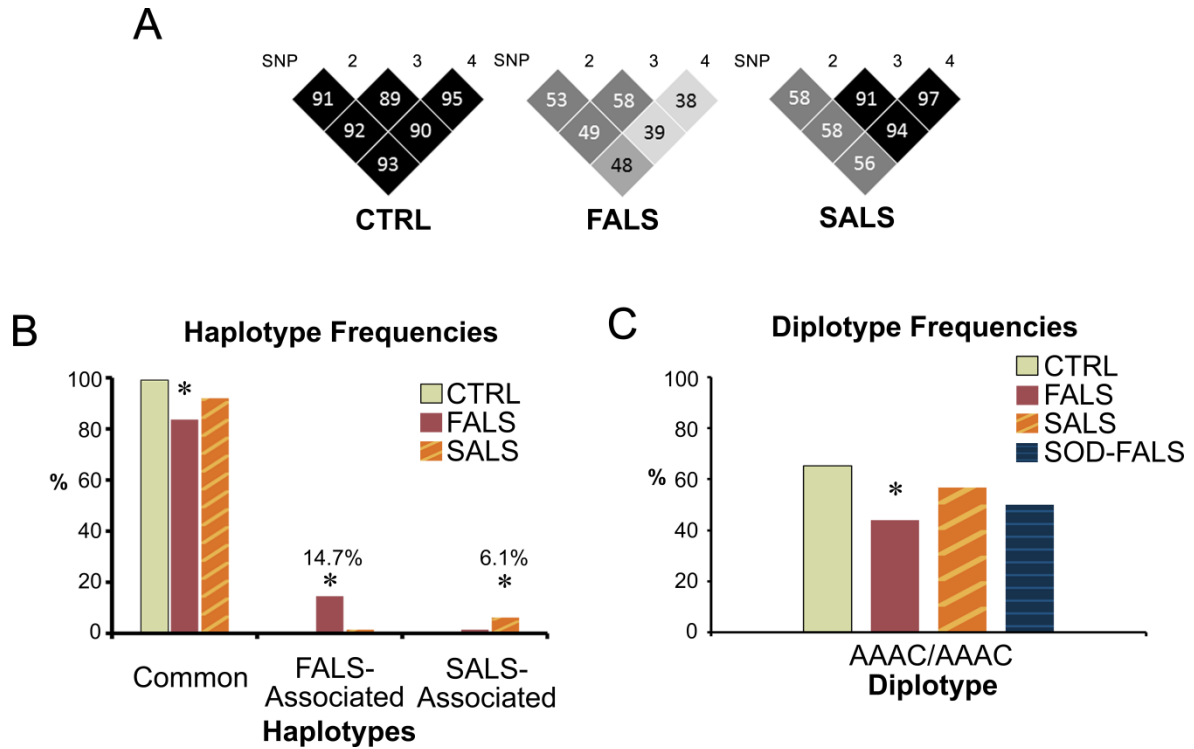 A
SNP 2 3 4
91 89 95
92 90
93
CTRL
SNP 2 3 4
53 58 38
49 39
48
FALS
SNP 2 3 4
58 91 97
58 94
56
SALS
B
Haplotype Frequencies
CTRL
FALS
SALS
100
80
60
40
20
0
%
*
14.7%
*
6.1%
*
Common
FALS-
Associated
SALS-
Associated
Haplotypes
C
Diplotype Frequencies
CTRL
FALS
SALS
SOD-FALS
100
80
60
40
20
0
%
*
AAAC/AAAC
Diplotype